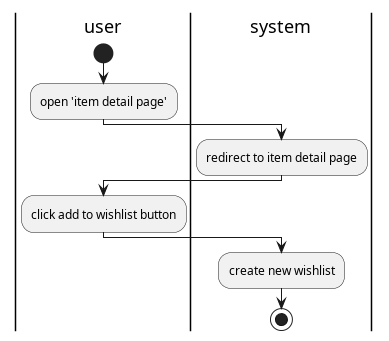 user
system
open 'item detail page'
redirect to item detail page
click add to wishlist button
create new wishlist